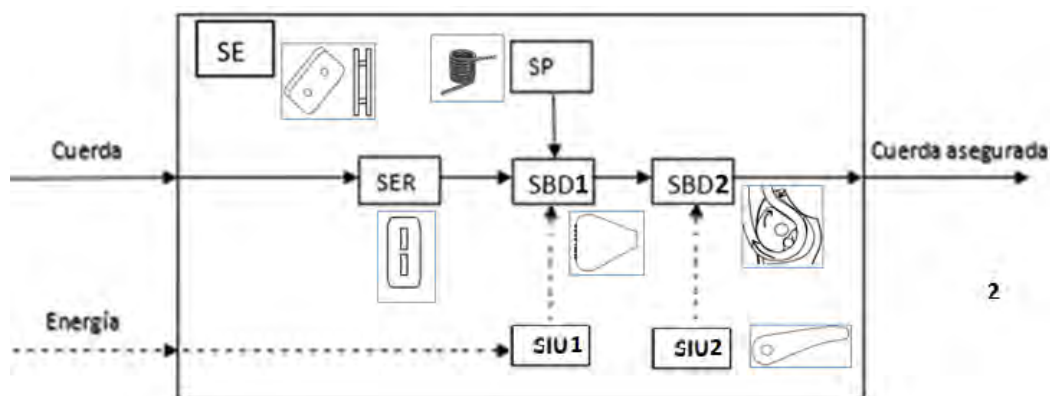 SE
SP
Cuerda
SER
SBD1
SBD2
Cuerda asegurada
Energía
SIU1
SIU2
2